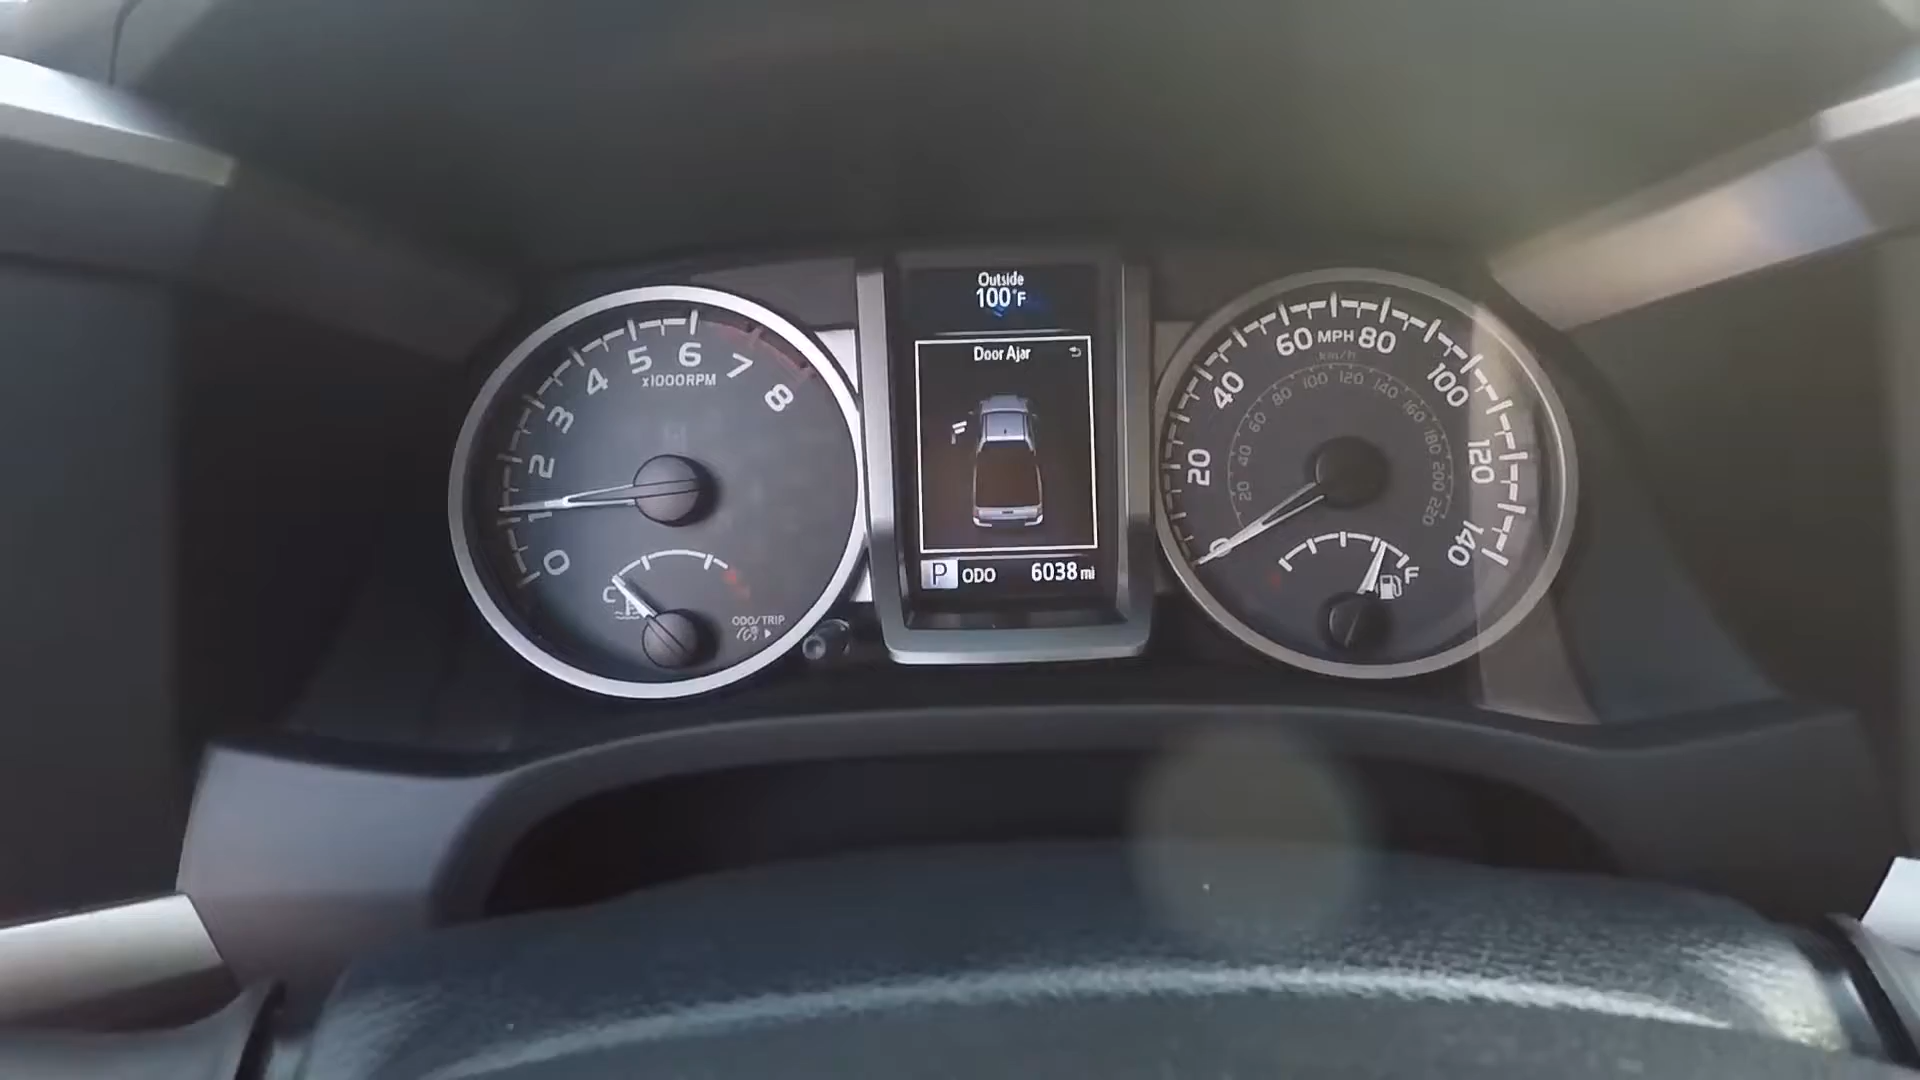 Outside
100°F
Door Ajar
P ODO 6038 mi
0 1 2 3 4 5 6 7 8
x1000RPM
C
ODO/TRIP
0 20 40 60 80 100 120 140
MPH
km/h
20 40 60 80 100 120 140 160 180 200 220
F